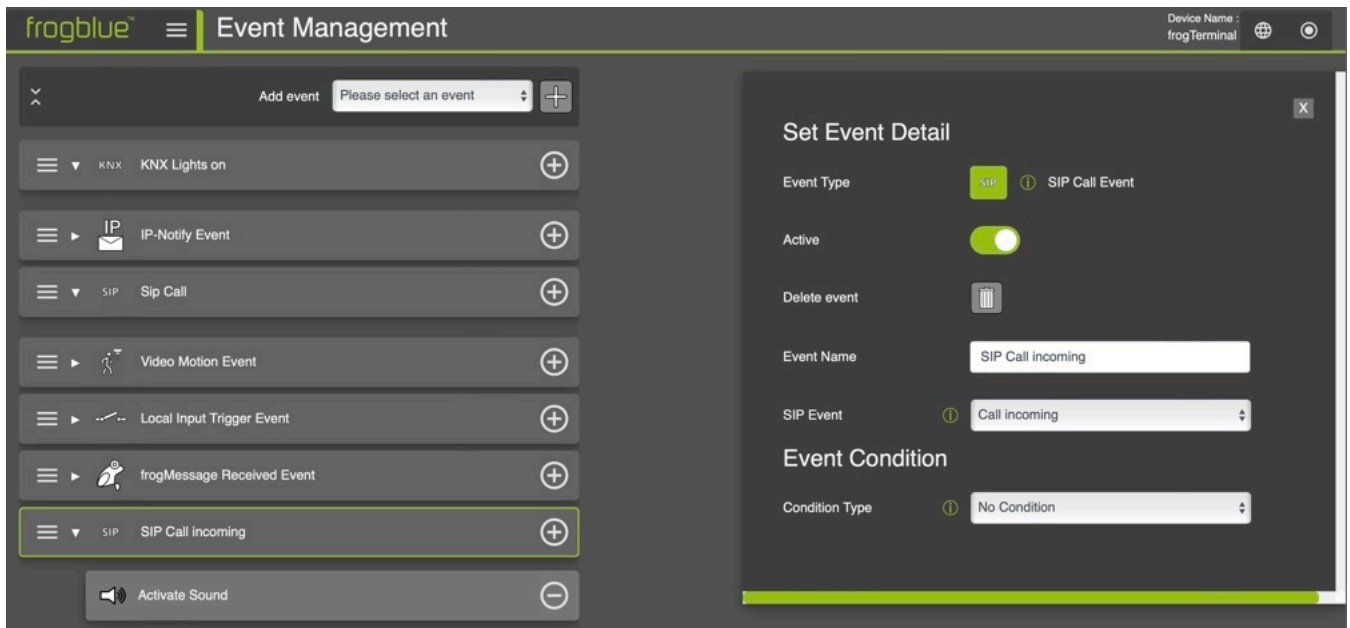 frogblue™ Event Management
Device Name :
frogTerminal
Add event Please select an event
KNX KNX Lights on
IP IP-Notify Event
SIP Sip Call
Video Motion Event
Local Input Trigger Event
frogMessage Received Event
SIP SIP Call incoming
Activate Sound
X
Set Event Detail
Event Type SIP SIP Call Event
Active
Delete event
Event Name SIP Call incoming
SIP Event Call incoming
Event Condition
Condition Type No Condition